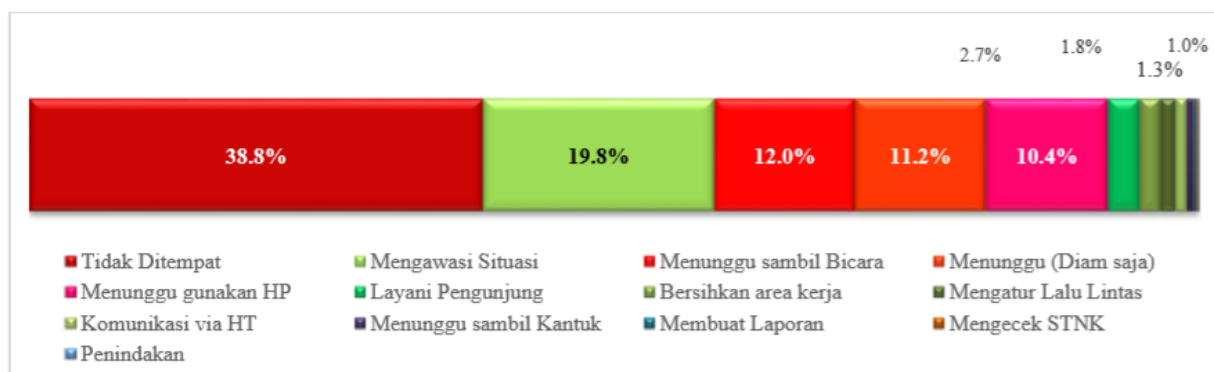 2.7% 1.8% 1.0%
1.3%
38.8% 19.8% 12.0% 11.2% 10.4%
Tidak Ditempat Mengawasi Situasi Menunggu sambil Bicara Menunggu (Diam saja)
Menunggu gunakan HP Layani Pengunjung Bersihkan area kerja Mengatur Lalu Lintas
Komunikasi via HT Menunggu sambil Kantuk Membuat Laporan Mengecek STNK
Penindakan